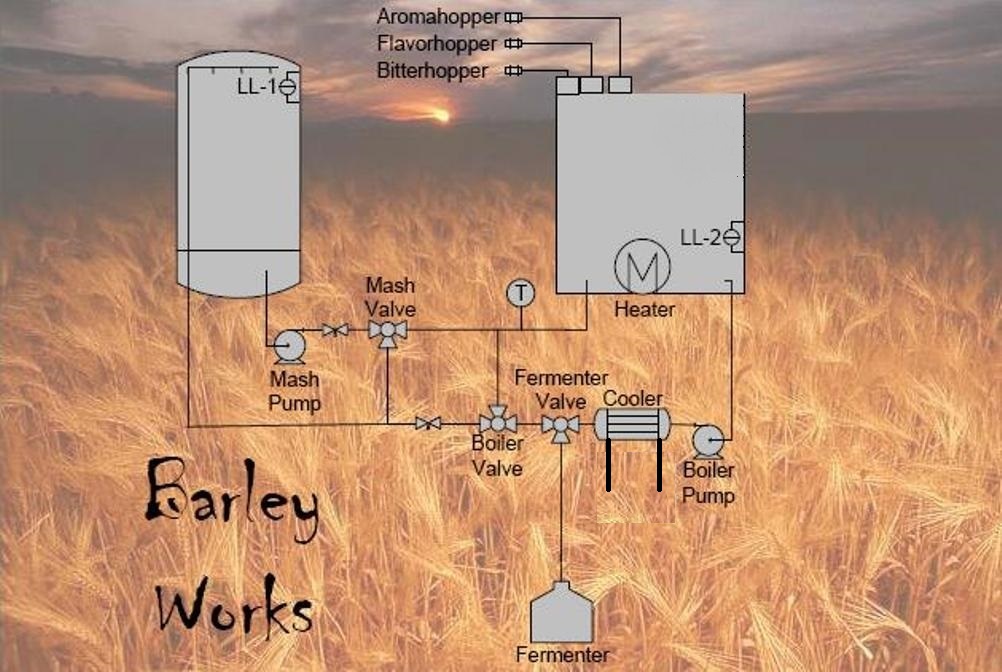 Aromahopper
Flavorhopper
Bitterhopper
LL-1
LL-2
M
Heater
T
Mash
Valve
Mash
Pump
Fermenter
Valve
Cooler
Boiler
Valve
Boiler
Pump
Barley
Works
Fermenter